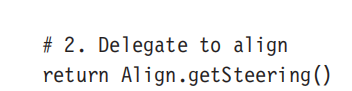 # 2. Delegate to align
return Align.getSteering()